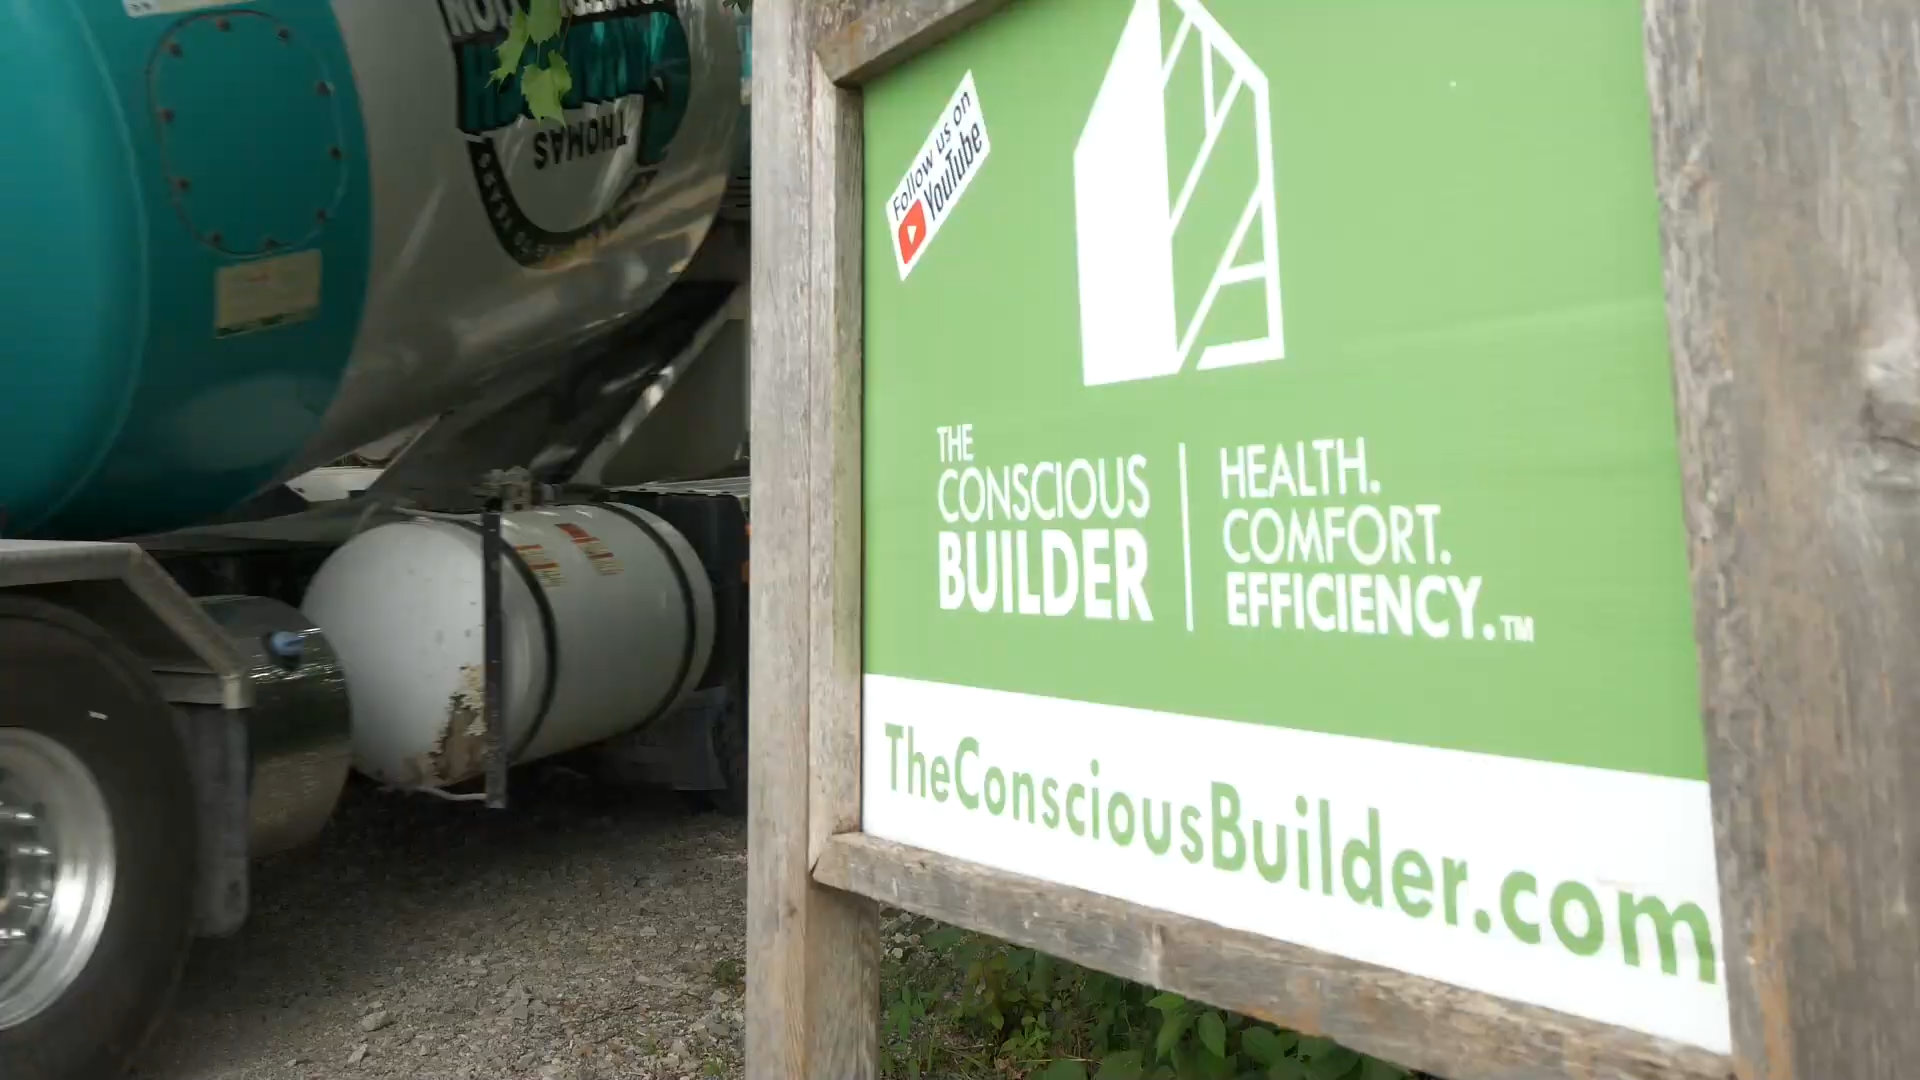 THOMAS
Follow us on
YouTube
THE
CONSCIOUS
BUILDER
HEALTH.
COMFORT.
EFFICIENCY.™
TheConsciousBuilder.com